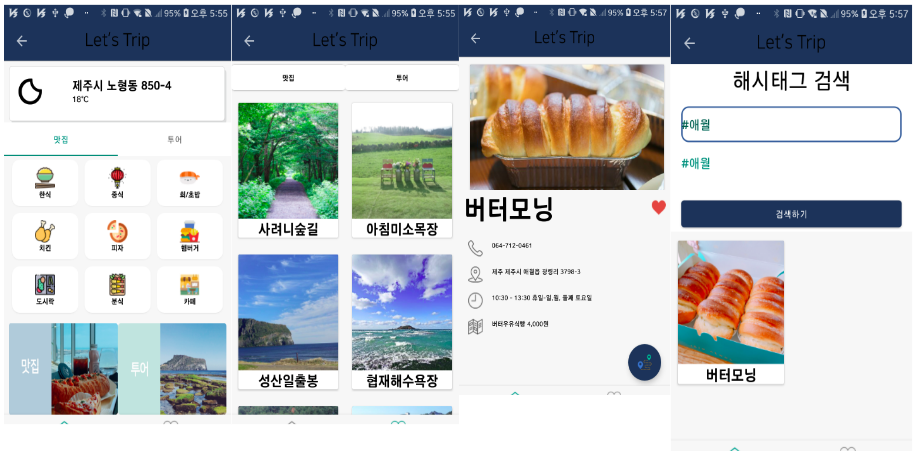 95% 오후 5:55
Let's Trip
제주시 노형동 850-4
18°C
맛집
투어
한식
중식
회/초밥
치킨
피자
햄버거
도시락
분식
카페
맛집
투어
95% 오후 5:55
Let's Trip
맛집
투어
사려니숲길
아침미소목장
성산일출봉
협재해수욕장
95% 오후 5:57
Let's Trip
버터모닝
064-712-0461
제주 제주시 애월읍 광령리 3798-3
10:30 - 13:30 휴일-일,월, 둘째 토요일
버터우유식빵 4,000원
95% 오후 5:57
Let's Trip
해시태그 검색
#애월
#애월
검색하기
버터모닝